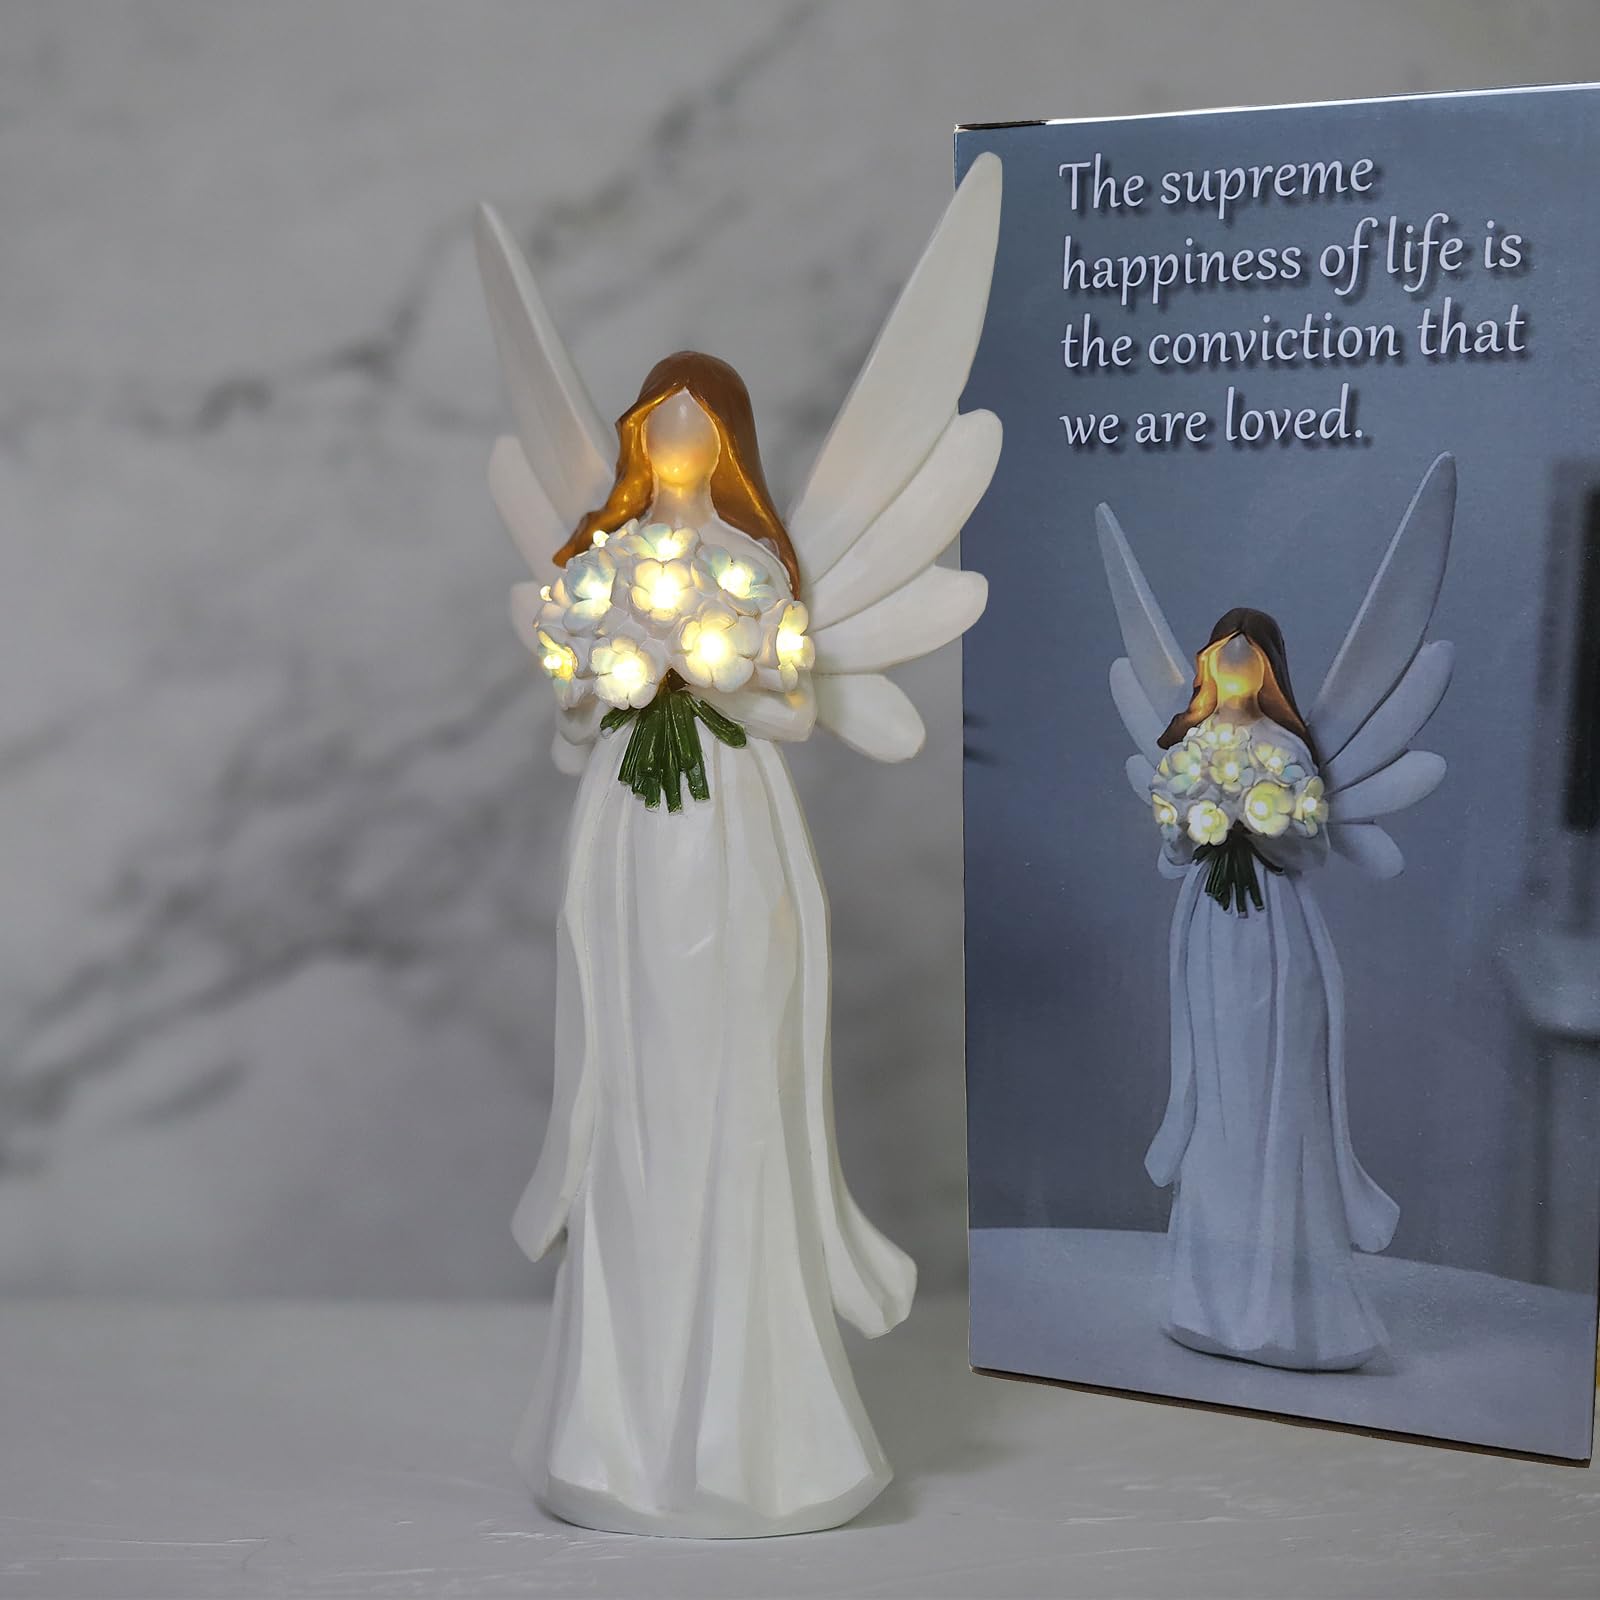 The supreme
happiness of life is
the conviction that
we are loved.